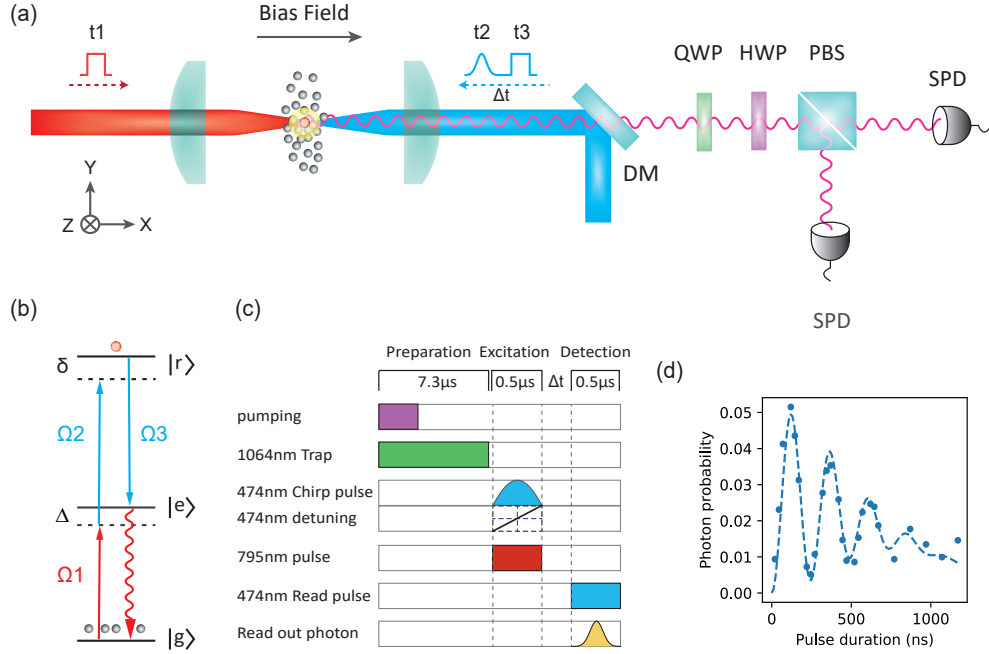 (a)
Bias Field
t1
t2 t3
Δt
QWP HWP PBS
SPD
DM
Y
Z X
SPD
(b)
δ |r>
Ω2 Ω3
Δ |e>
Ω1
|g>
(c)
Preparation Excitation Detection
7.3μs 0.5μs Δt 0.5μs
pumping
1064nm Trap
474nm Chirp pulse
474nm detuning
795nm pulse
474nm Read pulse
Read out photon
(d)
Photon probability
0.05
0.04
0.03
0.02
0.01
0.00
0 500 1000
Pulse duration (ns)